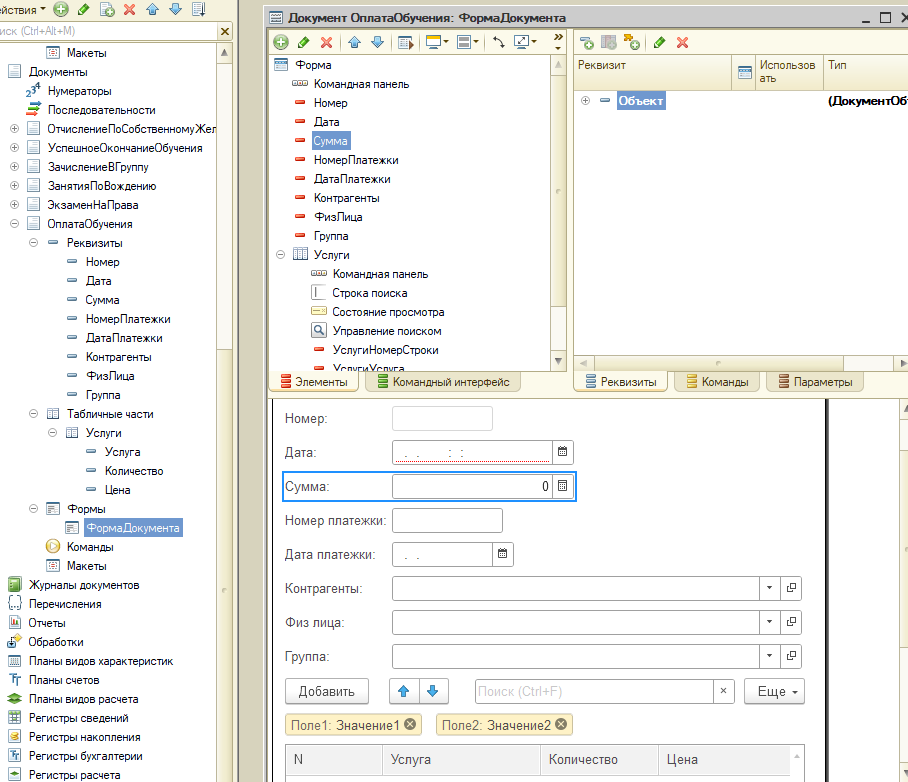 ействия
иск (Ctrl+Alt+M)
Макеты
Документы
Нумераторы
Последовательности
ОтчислениеПоСобственномуЖел
УспешноеОкончаниеОбучения
ЗачислениеВГруппу
ЗанятияПоВождению
ЭкзаменНаПрава
ОплатаОбучения
Реквизиты
Номер
Дата
Сумма
НомерПлатежки
ДатаПлатежки
Контрагенты
ФизЛица
Группа
Табличные части
Услуги
Услуга
Количество
Цена
Формы
ФормаДокумента
Команды
Макеты
Журналы документов
Перечисления
Отчеты
Обработки
Планы видов характеристик
Планы счетов
Планы видов расчета
Регистры сведений
Регистры накопления
Регистры бухгалтерии
Регистры расчета
Документ ОплатаОбучения: ФормаДокумента
Форма
Командная панель
Номер
Дата
Сумма
НомерПлатежки
ДатаПлатежки
Контрагенты
ФизЛица
Группа
Услуги
Командная панель
Строка поиска
Состояние просмотра
Управление поиском
УслугиНомерСтроки
УслугиУслуга
Элементы Командный интерфейс
Реквизит Использов
ать Тип
Объект (ДокументОб
Реквизиты Команды Параметры
Номер:
Дата: . . : :
Сумма: 0
Номер платежки:
Дата платежки: . .
Контрагенты:
Физ лица:
Группа:
Добавить Поиск (Ctrl+F) × Еще
Поле1: Значение1 Поле2: Значение2
N Услуга Количество Цена